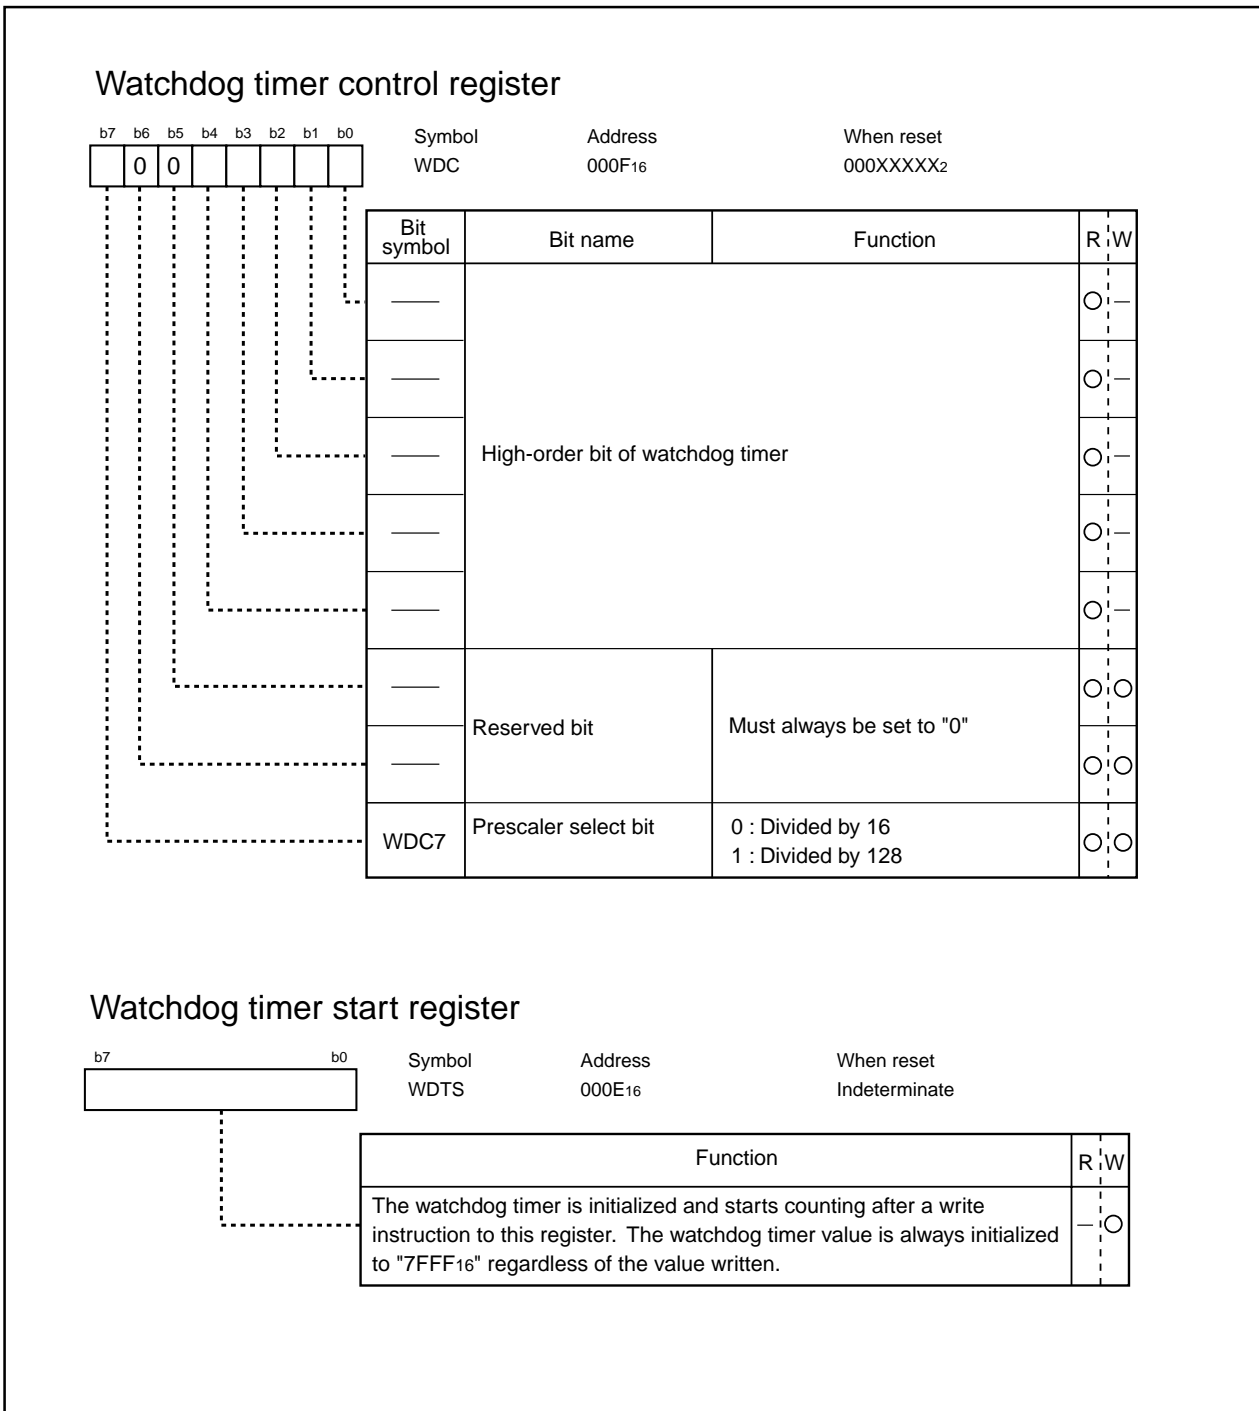 Watchdog timer control register
b7 b6 b5 b4 b3 b2 b1 b0
Symbol Address When reset
WDC 000F16 000XXXXX2
0 0
Bit symbol Bit name Function R W
—
—
High-order bit of watchdog timer
—
—
—
Reserved bit Must always be set to "0"
WDC7 Prescaler select bit 0 : Divided by 16
1 : Divided by 128
Watchdog timer start register
b7 b0
Symbol Address When reset
WDTS 000E16 Indeterminate
Function R W
The watchdog timer is initialized and starts counting after a write
instruction to this register. The watchdog timer value is always initialized
to "7FFF16" regardless of the value written.